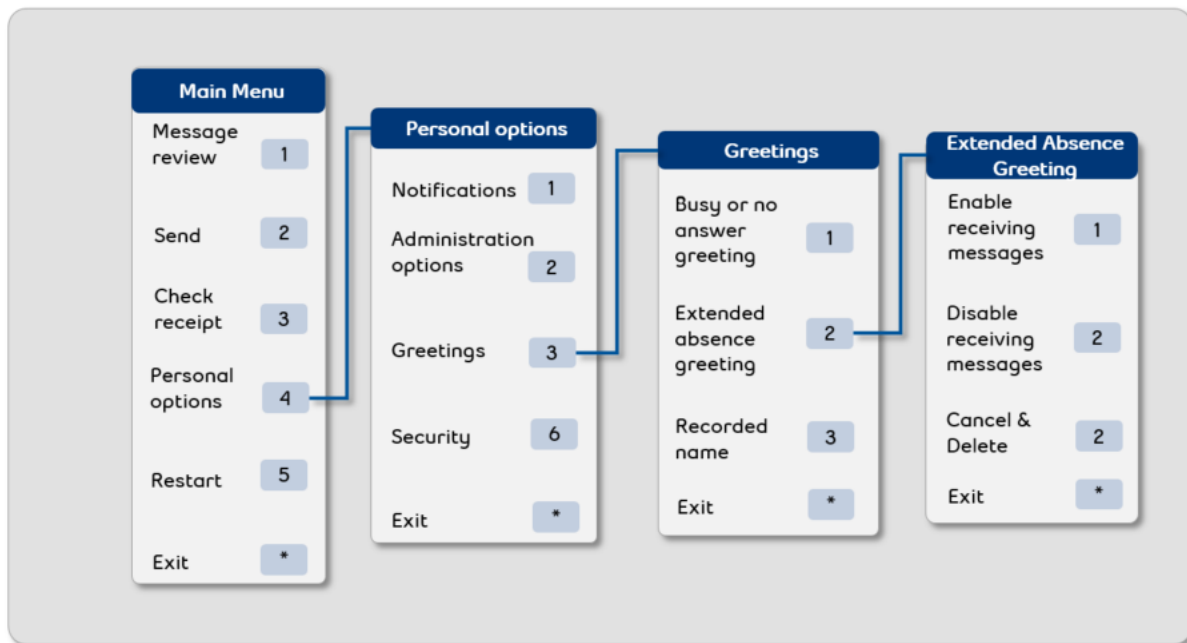 Main Menu
Message
review 1
Send 2
Check
receipt 3
Personal
options 4
Restart 5
Exit *
Personal options
Notifications 1
Administration
options 2
Greetings 3
Security 6
Exit *
Greetings
Busy or no
answer 1
greeting
Extended
absence 2
greeting
Recorded 3
name
Exit *
Extended Absence
Greeting
Enable
receiving 1
messages
Disable
receiving 2
messages
Cancel & 2
Delete
Exit *